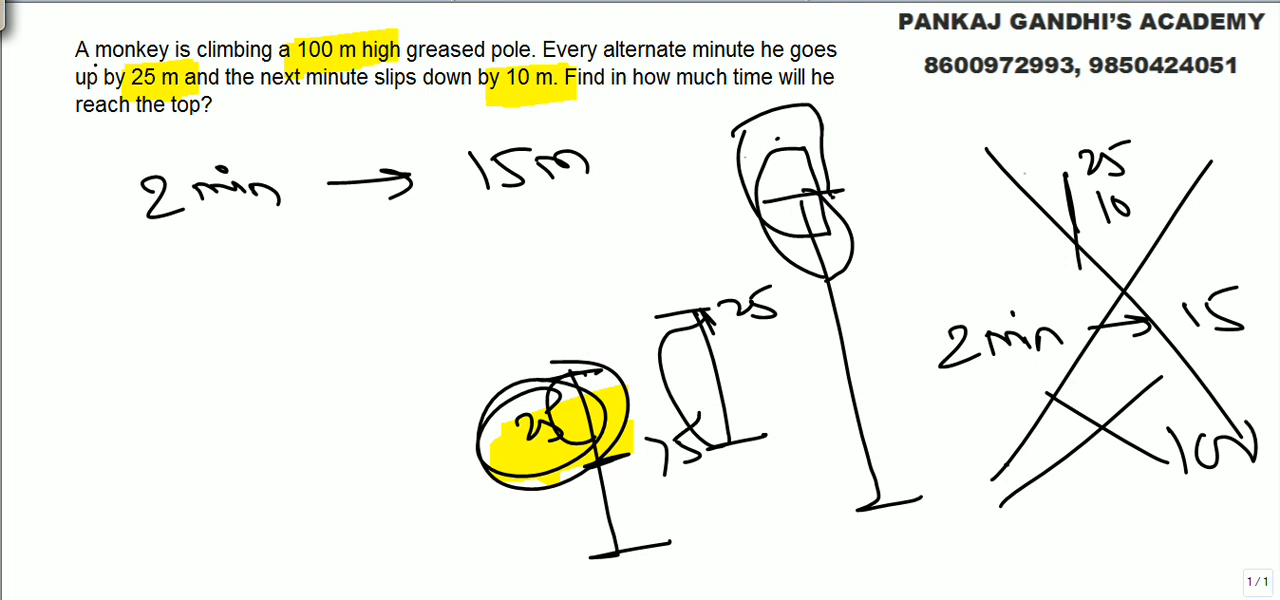 PANKAJ GANDHI'S ACADEMY
8600972993, 9850424051
A monkey is climbing a 100 m high greased pole. Every alternate minute he goes
up by 25 m and the next minute slips down by 10 m. Find in how much time will he
reach the top?
2 min → 15 m
25
10
2 min → 15
100
25
75
25
1 / 1